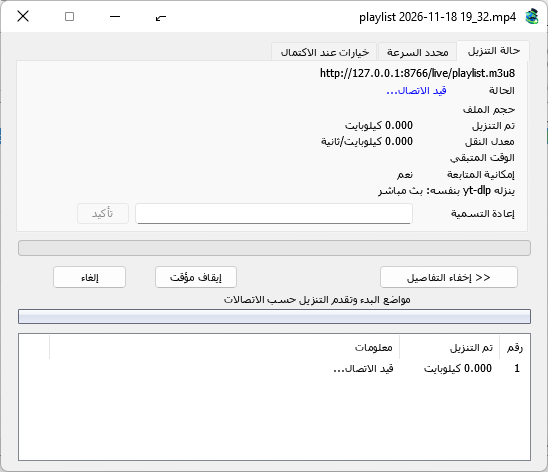 playlist 2026-11-18 19_32.mp4
حالة التنزيل
محدد السرعة
خيارات عند الاكتمال
http://127.0.0.1:8766/live/playlist.m3u8
الحالة قيد الاتصال...
حجم الملف
تم التنزيل 0.000 كيلوبايت
معدل النقل 0.000 كيلوبايت/ثانية
الوقت المتبقي
إمكانية المتابعة نعم
ينزله yt-dlp بنفسه: بث مباشر
إعادة التسمية تأكيد
<< إخفاء التفاصيل إيقاف مؤقت إلغاء
مواضع البدء وتقدم التنزيل حسب الاتصالات
رقم تم التنزيل معلومات
1 0.000 كيلوبايت قيد الاتصال...